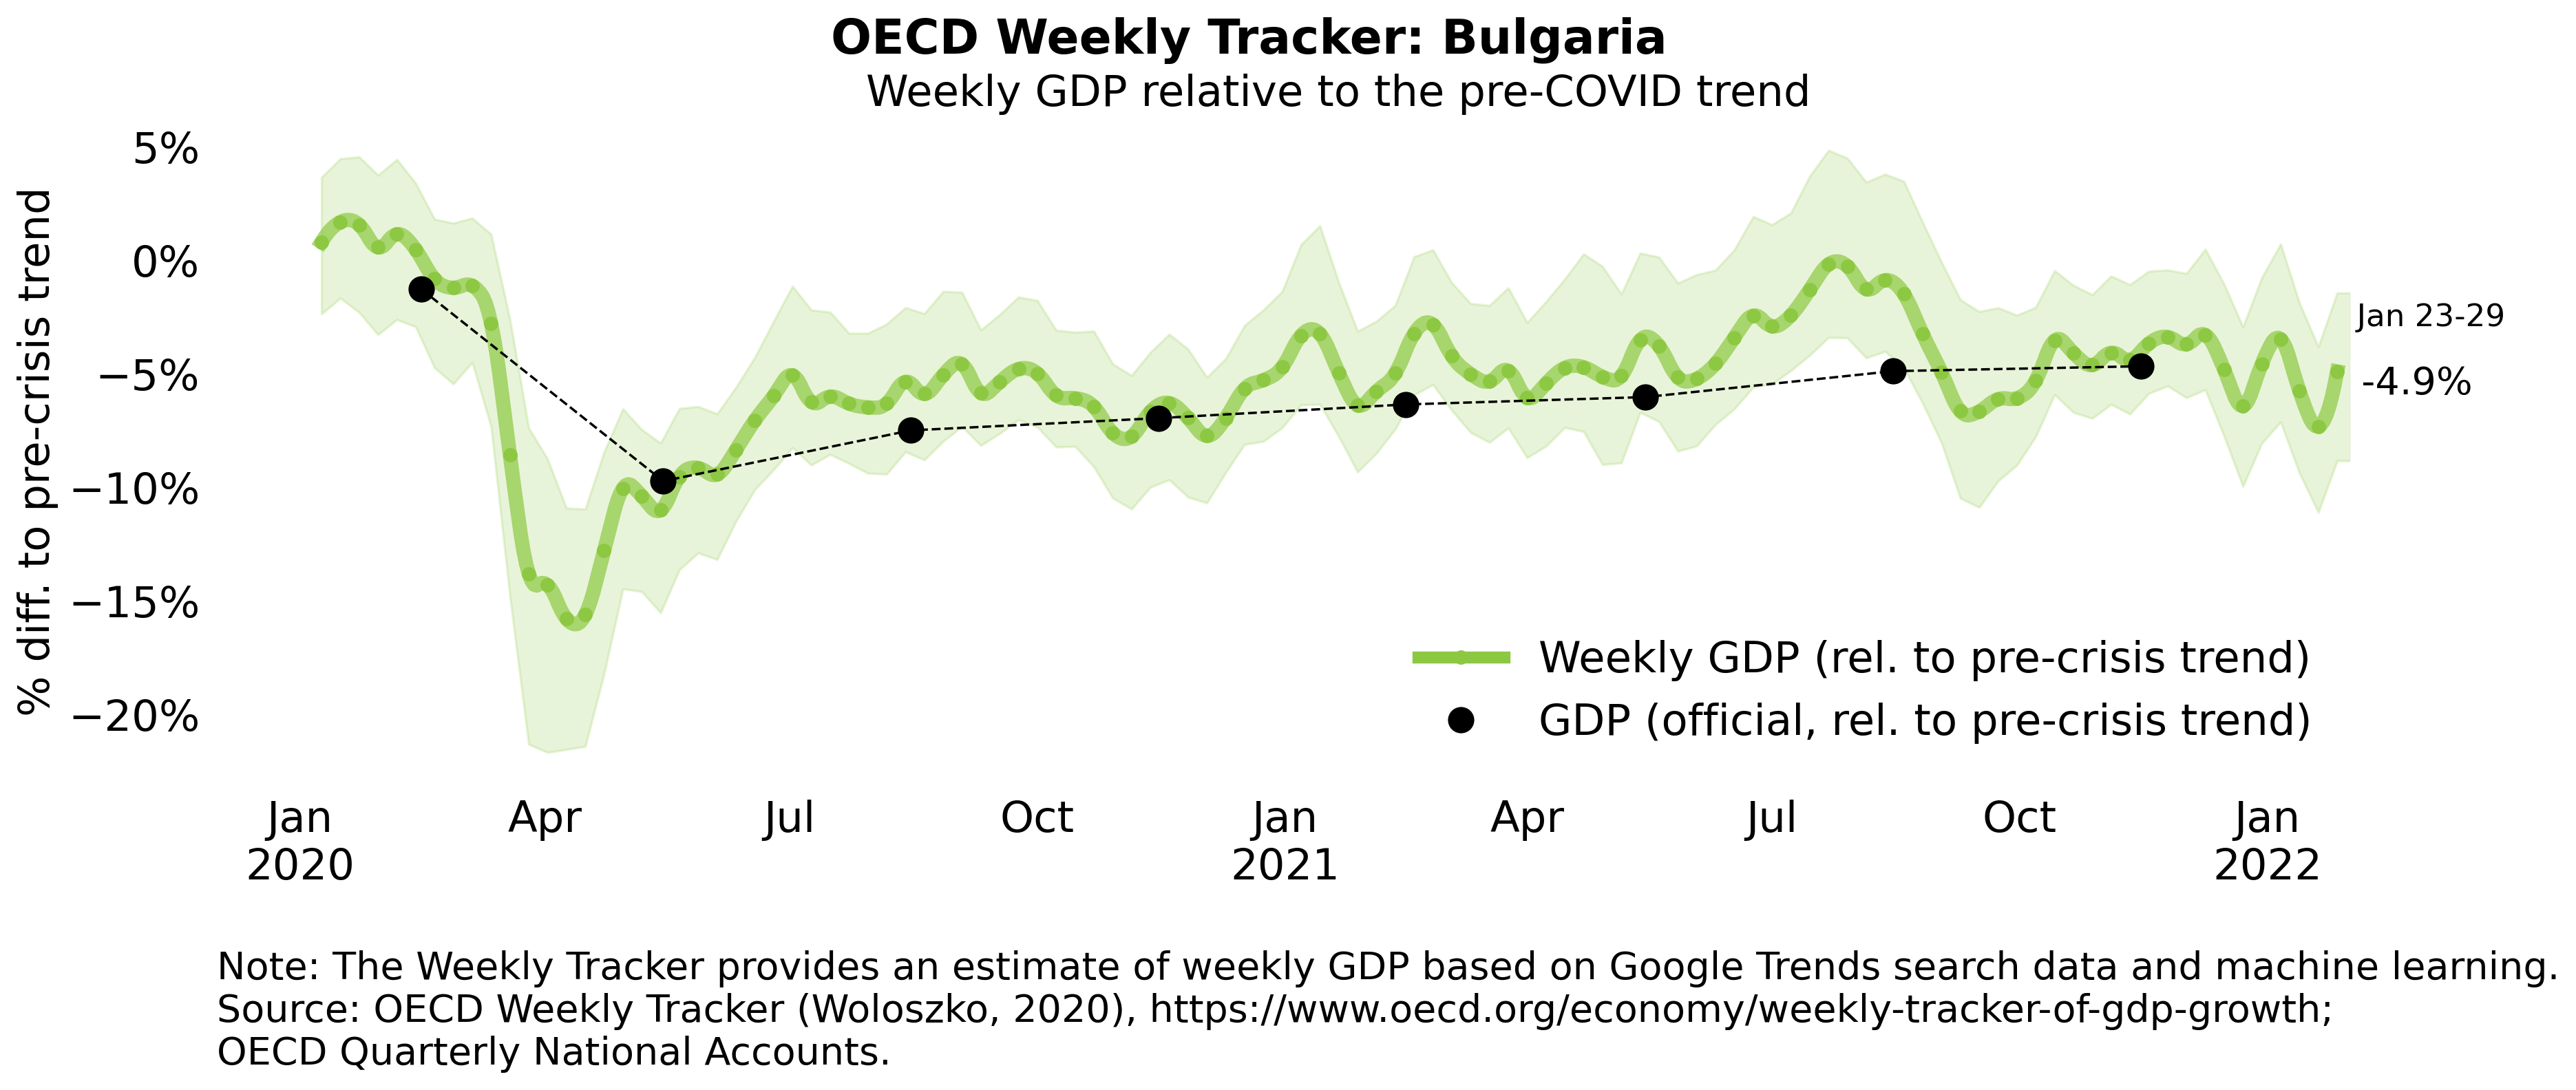 OECD Weekly Tracker: Bulgaria
Weekly GDP relative to the pre-COVID trend
% diff. to pre-crisis trend
5%
0%
−5%
−10%
−15%
−20%
Jan 23-29
-4.9%
Weekly GDP (rel. to pre-crisis trend)
GDP (official, rel. to pre-crisis trend)
Jan Apr Jul Oct Jan Apr Jul Oct Jan
2020 2021 2022
Note: The Weekly Tracker provides an estimate of weekly GDP based on Google Trends search data and machine learning.
Source: OECD Weekly Tracker (Woloszko, 2020), https://www.oecd.org/economy/weekly-tracker-of-gdp-growth;
OECD Quarterly National Accounts.